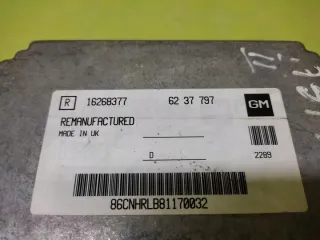 R 16268377 62 37 797 GM
REMANUFACTURED
MADE IN UK
D 2289
86CNHRLB81170032